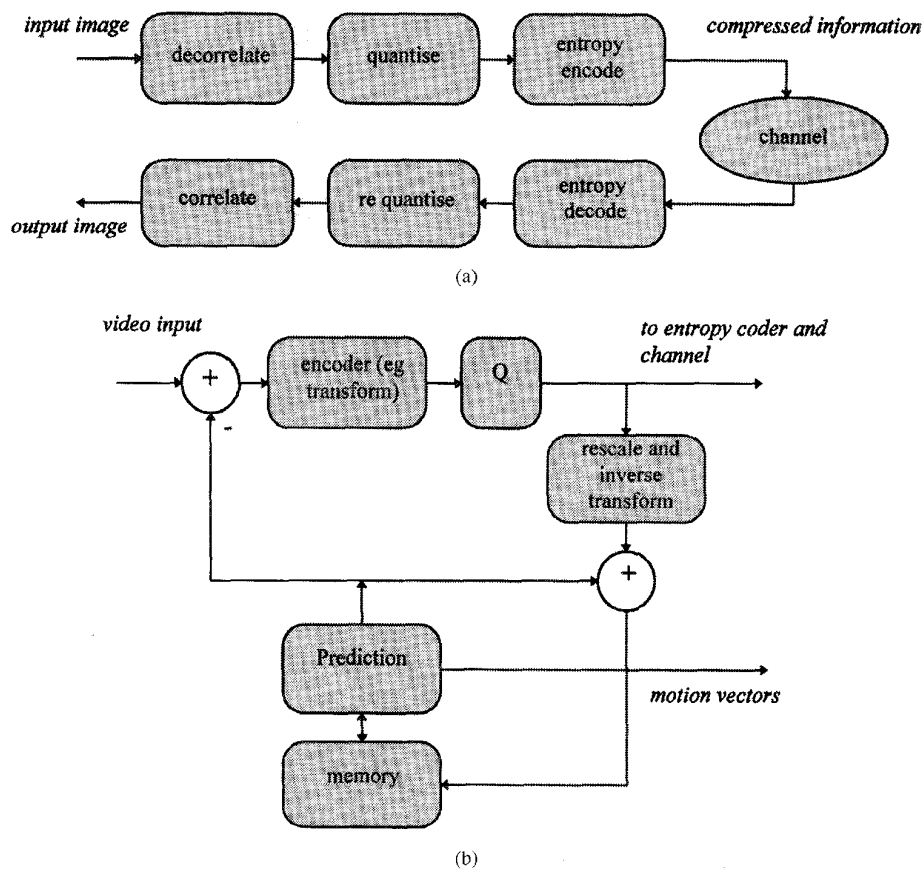 input image
compressed information
decorrelate
quantise
entropy
encode
channel
correlate
re quantise
entropy
decode
output image
(a)
video input
to entropy coder and
channel
+
encoder (eg
transform)
Q
-
rescale and
inverse
transform
+
Prediction
motion vectors
memory
(b)